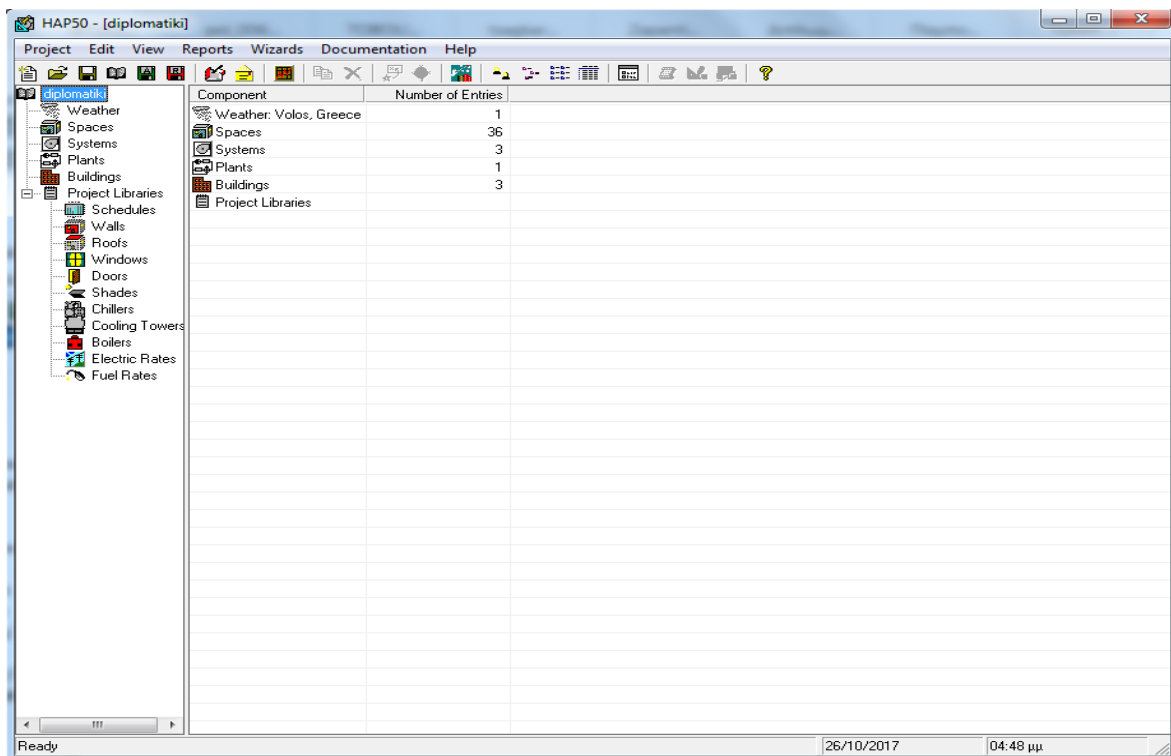 HAP50 - [diplomatiki]
Project Edit View Reports Wizards Documentation Help
diplomatiki
Weather
Spaces
Systems
Plants
Buildings
Project Libraries
Schedules
Walls
Roofs
Windows
Doors
Shades
Chillers
Cooling Towers
Boilers
Electric Rates
Fuel Rates
Component Number of Entries
Weather: Volos, Greece 1
Spaces 36
Systems 3
Plants 1
Buildings 3
Project Libraries
Ready 26/10/2017 04:48 μμ